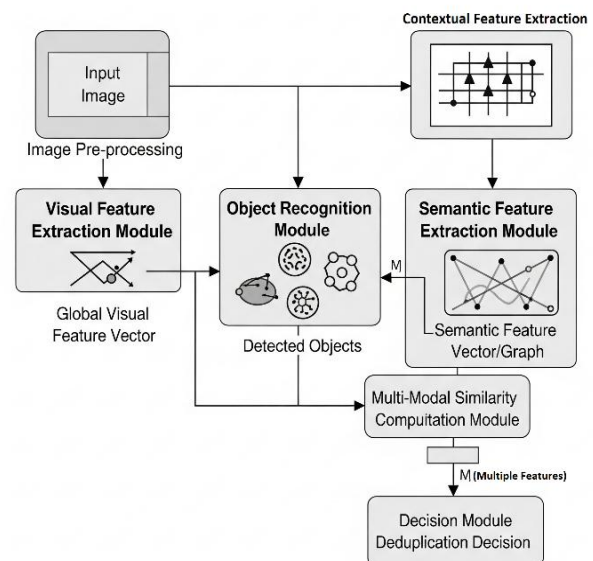 Contextual Feature Extraction
Input
Image
Image Pre-processing
Visual Feature
Extraction Module
Global Visual
Feature Vector
Object Recognition
Module
Detected Objects
Semantic Feature
Extraction Module
M
Semantic Feature
Vector/Graph
Multi-Modal Similarity
Compuitation Module
M (Multiple Features)
Decision Module
Deduplication Decision